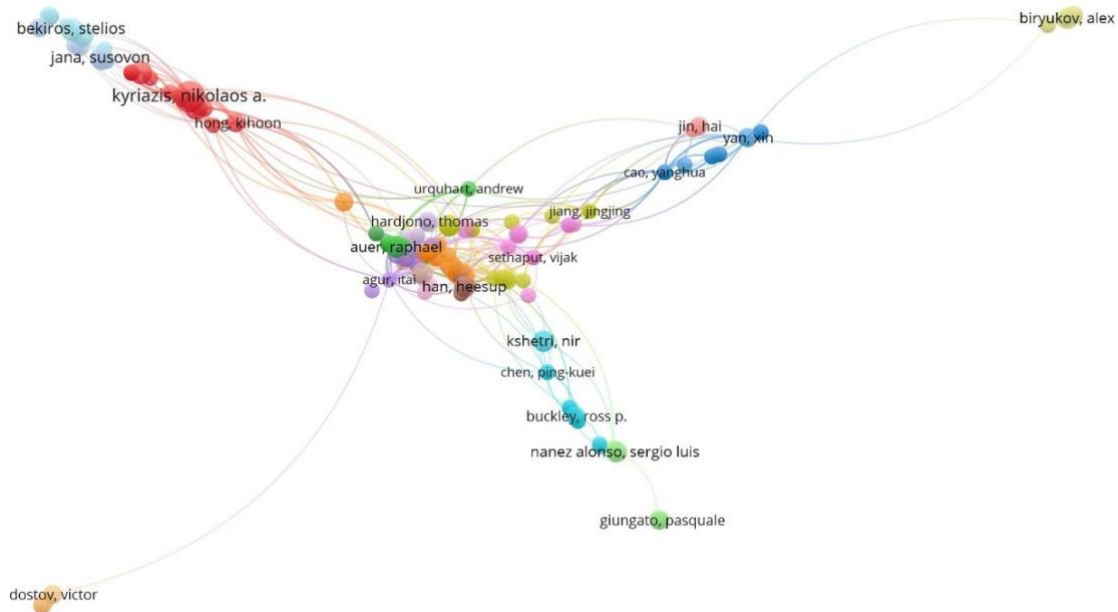 biryukov, alex
bekiros, stelios
jana, susovon
kyriazis, nikolaos a.
hong, kihoon
jin, hai
yan, xin
cao, yanghua
urquhart, andrew
jiang, jingjing
hardjono, thomas
auer, raphael
sethaput, vijak
agur, itai
han, heesup
kshetri, nir
chen, ping-kuei
buckley, ross p.
nanez alonso, sergio luis
giungato, pasquale
dostov, victor